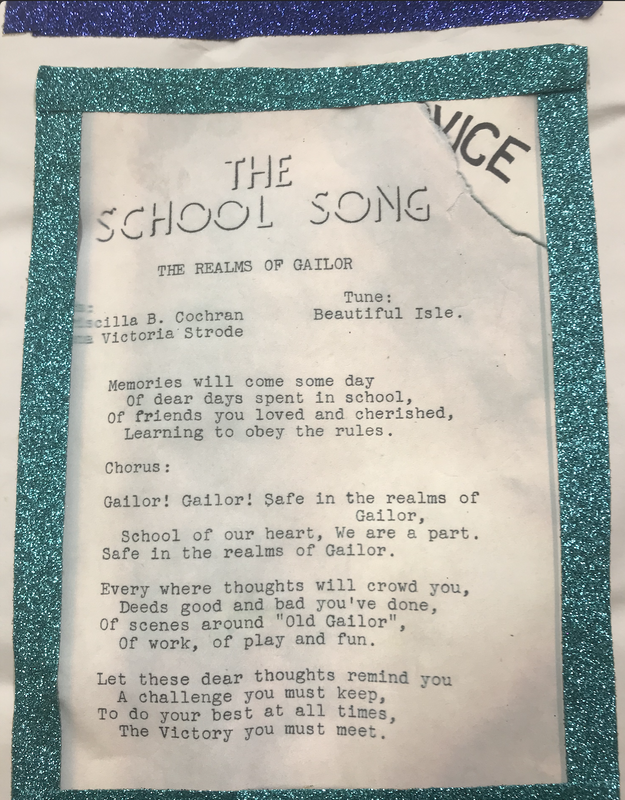 VICE
THE
SCHOOL SONG
THE REALMS OF GAILOR
Tune:
Beautiful Isle.
B. Cochran
Victoria Strode
Memories will come some day
Of dear days spent in school,
Of friends you loved and cherished,
Learning to obey the rules.
Chorus:
Gailor! Gailor! Safe in the realms of
Gailor,
School of our heart, We are a part.
Safe in the realms of Gailor.
Every where thoughts will crowd you,
Deeds good and bad you've done,
Of scenes around "Old Gailor",
Of work, of play and fun.
Let these dear thoughts remind you
A challenge you must keep,
To do your best at all times,
The Victory you must meet.